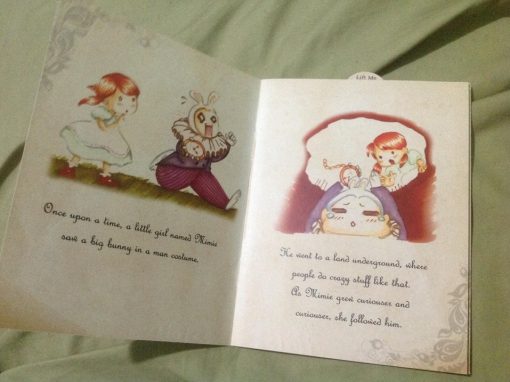 Once upon a time, a little girl named Mimie
saw a big bunny in a man costume.
Lift Me
He went to a land underground, where
people do crazy stuff like that.
As Mimie grew curiouser and
curiouser, she followed him.